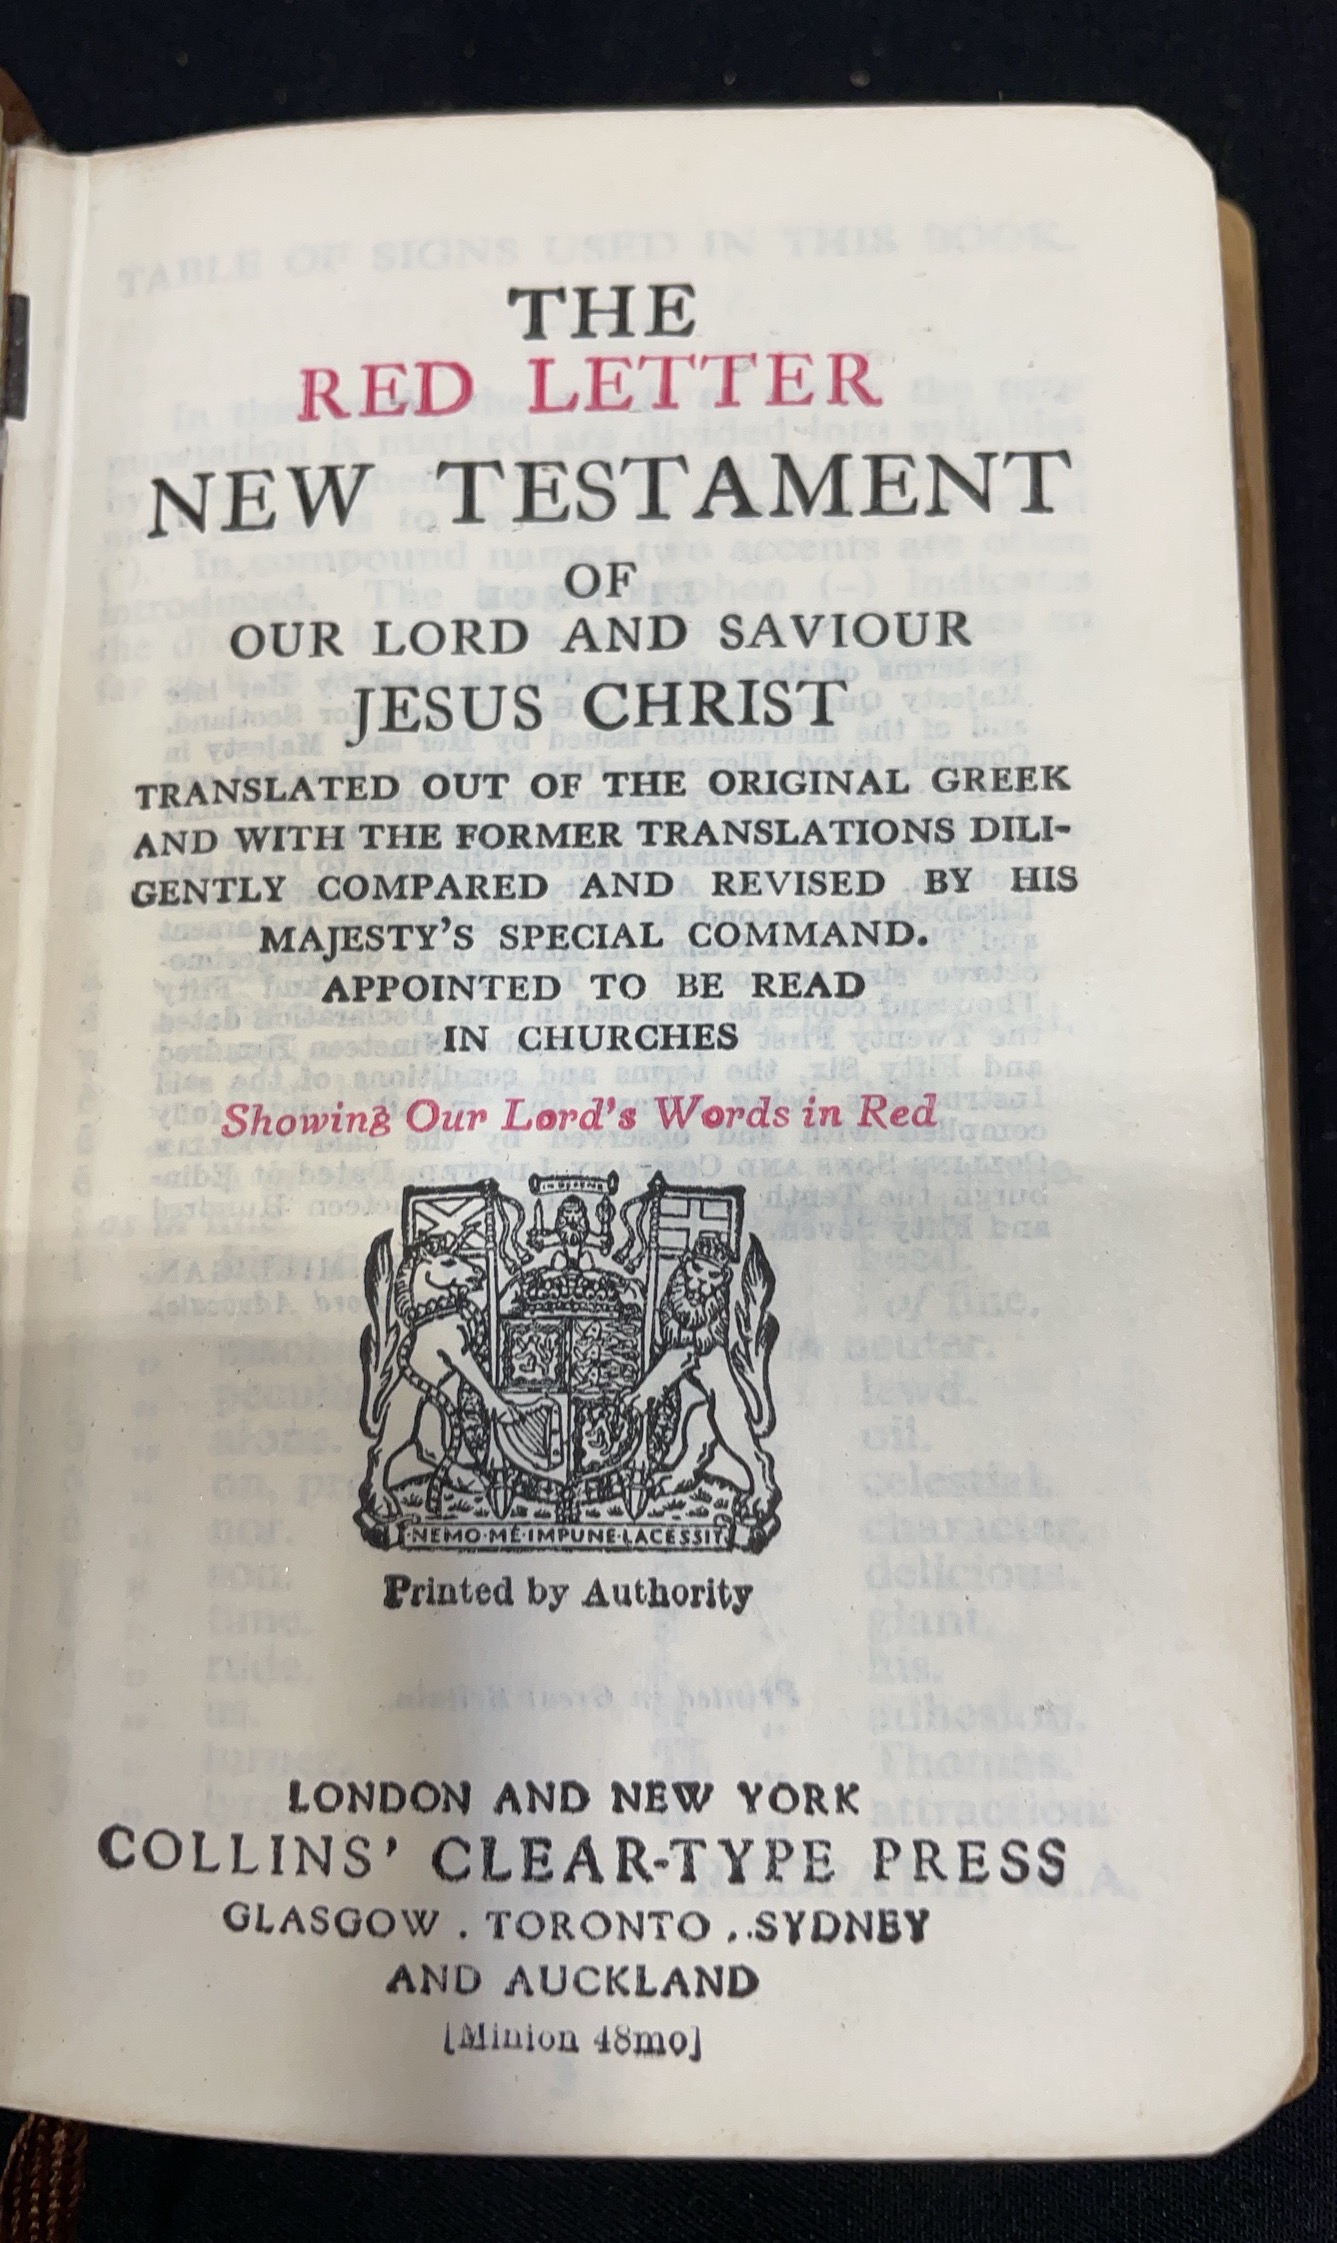 THE
RED LETTER
NEW TESTAMENT
OF
OUR LORD AND SAVIOUR
JESUS CHRIST
TRANSLATED OUT OF THE ORIGINAL GREEK
AND WITH THE FORMER TRANSLATIONS DILI-
GENTLY COMPARED AND REVISED BY HIS
MAJESTY'S SPECIAL COMMAND.
APPOINTED TO BE READ
IN CHURCHES
Showing Our Lord's Words in Red
IN DEFENCE
NEMO·ME·IMPUNE·LACESSIT
Printed by Authority
LONDON AND NEW YORK
COLLINS' CLEAR-TYPE PRESS
GLASGOW . TORONTO . . SYDNEY
AND AUCKLAND
[Minion 48mo]